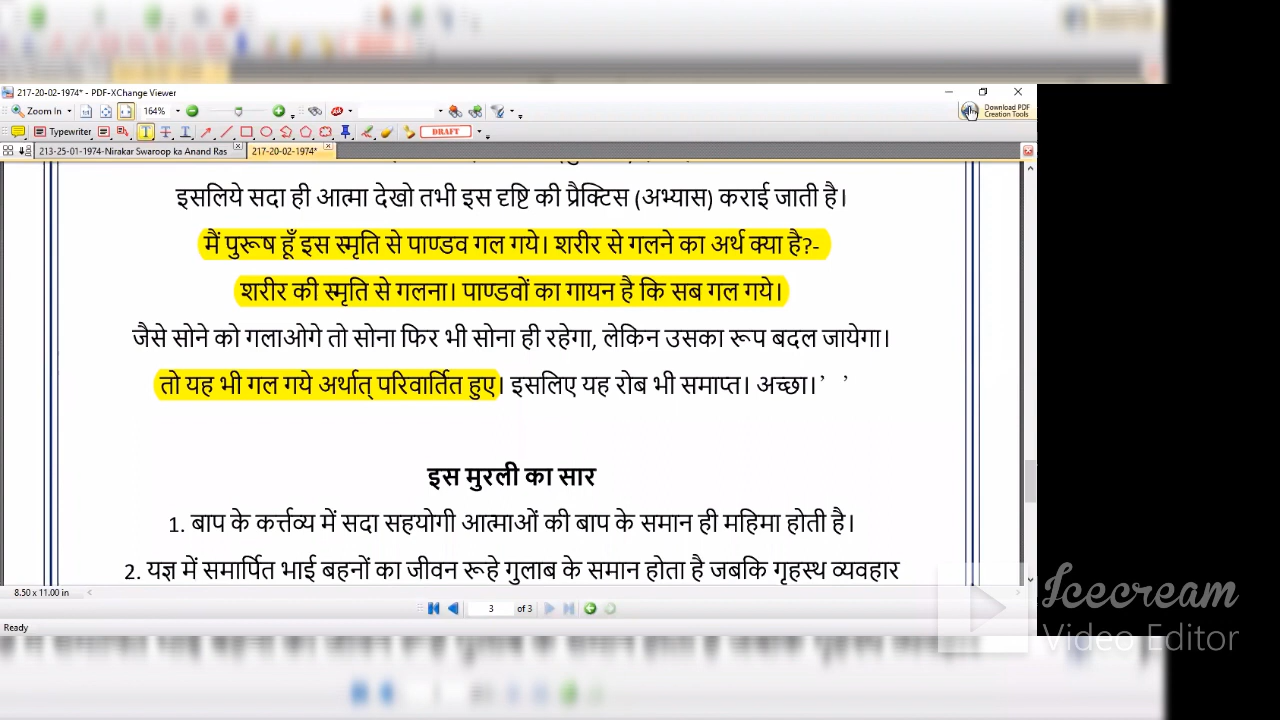 217-20-02-1974* - PDF-XChange Viewer
Zoom In 164%
Download PDF
Creation Tools
Typewriter DRAFT
213-25-01-1974-Nirakar Swaroop ka Anand Ras 217-20-02-1974*
इसलिये सदा ही आत्मा देखो तभी इस दृष्टि की प्रैक्टिस (अभ्यास) कराई जाती है।
मैं पुरूष हूँ इस स्मृति से पाण्डव गल गये। शरीर से गलने का अर्थ क्या है?-
शरीर की स्मृति से गलना। पाण्डवों का गायन है कि सब गल गये।
जैसे सोने को गलाओगे तो सोना फिर भी सोना ही रहेगा, लेकिन उसका रूप बदल जायेगा।
तो यह भी गल गये अर्थात् परिवार्तित हुए। इसलिए यह रोब भी समाप्त। अच्छा।’ ’
इस मुरली का सार
1. बाप के कर्त्तव्य में सदा सहयोगी आत्माओं की बाप के समान ही महिमा होती है।
2. यज्ञ में समार्पित भाई बहनों का जीवन रूहे गुलाब के समान होता है जबकि गृहस्थ व्यवहार
8.50 x 11.00 in
3 of 3
Ready
Icecream
Video Editor